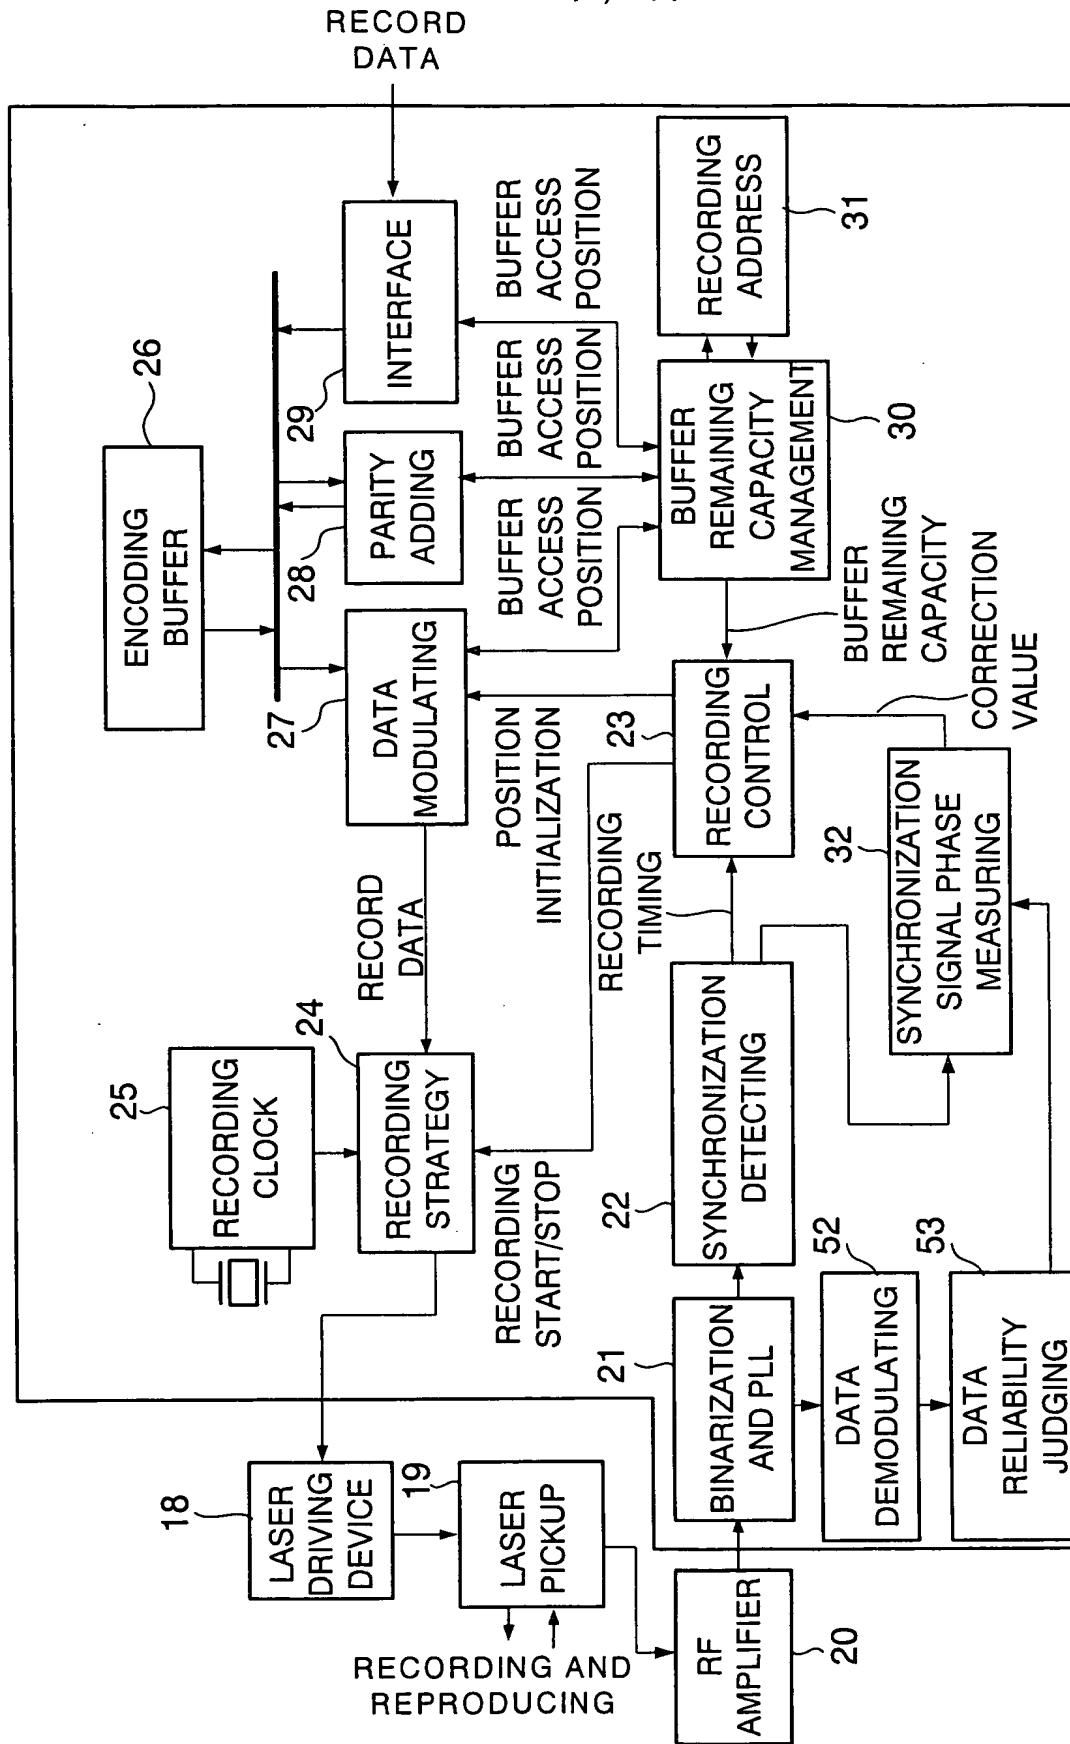 RECORD
DATA
26
ENCODING
BUFFER
25
RECORDING
CLOCK
27
DATA
MODULATING
28
PARITY
ADDING
29
INTERFACE
18
LASER
DRIVING
DEVICE
24
RECORDING
STRATEGY
RECORD
DATA
POSITION
INITIALIZATION
BUFFER
ACCESS
POSITION
BUFFER
ACCESS
POSITION
BUFFER
ACCESS
POSITION
19
LASER
PICKUP
RECORDING AND
REPRODUCING
RECORDING
START/STOP
RECORDING
TIMING
23
RECORDING
CONTROL
BUFFER
REMAINING
CAPACITY
MANAGEMENT
30
RECORDING
ADDRESS
31
RF
AMPLIFIER
20
21
BINARIZATION
AND PLL
22
SYNCHRONIZATION
DETECTING
BUFFER
REMAINING
CAPACITY
CORRECTION
VALUE
52
DATA
DEMODULATING
53
DATA
RELIABILITY
JUDGING
32
SYNCHRONIZATION
SIGNAL PHASE
MEASURING